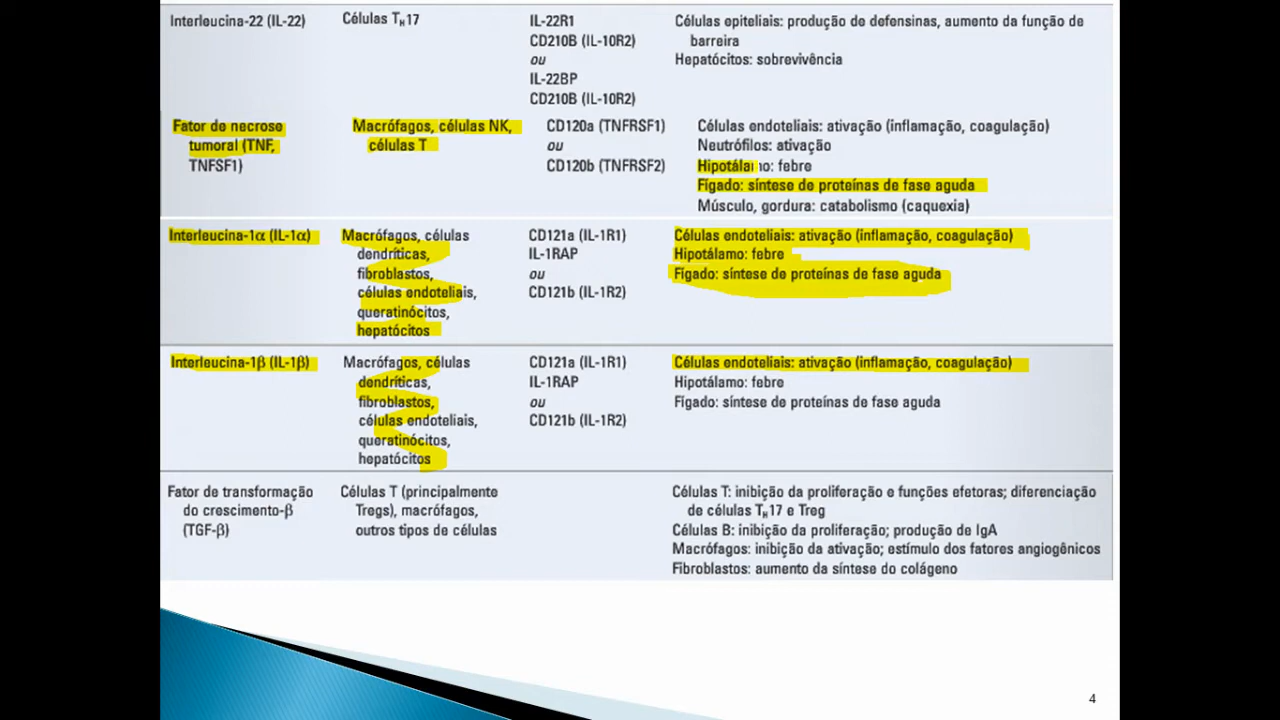 Interleucina-22 (IL-22)
Células TH17
IL-22R1
CD210B (IL-10R2)
ou
IL-22BP
CD210B (IL-10R2)
Células epiteliais: produção de defensinas, aumento da função de
barreira
Hepatócitos: sobrevivência
Fator de necrose
tumoral (TNF,
TNFSF1)
Macrófagos, células NK,
células T
CD120a (TNFRSF1)
ou
CD120b (TNFRSF2)
Células endoteliais: ativação (inflamação, coagulação)
Neutrófilos: ativação
Hipotálamo: febre
Fígado: síntese de proteínas de fase aguda
Músculo, gordura: catabolismo (caquexia)
Interleucina-1α (IL-1α)
Macrófagos, células
dendríticas,
fibroblastos,
células endoteliais,
queratinócitos,
hepatócitos
CD121a (IL-1R1)
IL-1RAP
ou
CD121b (IL-1R2)
Células endoteliais: ativação (inflamação, coagulação)
Hipotálamo: febre
Fígado: síntese de proteínas de fase aguda
Interleucina-1β (IL-1β)
Macrófagos, células
dendríticas,
fibroblastos,
células endoteliais,
queratinócitos,
hepatócitos
CD121a (IL-1R1)
IL-1RAP
ou
CD121b (IL-1R2)
Células endoteliais: ativação (inflamação, coagulação)
Hipotálamo: febre
Fígado: síntese de proteínas de fase aguda
Fator de transformação
do crescimento-β
(TGF-β)
Células T (principalmente
Tregs), macrófagos,
outros tipos de células
Células T: inibição da proliferação e funções efetoras; diferenciação
de células TH17 e Treg
Células B: inibição da proliferação; produção de IgA
Macrófagos: inibição da ativação; estímulo dos fatores angiogênicos
Fibroblastos: aumento da síntese do colágeno
4